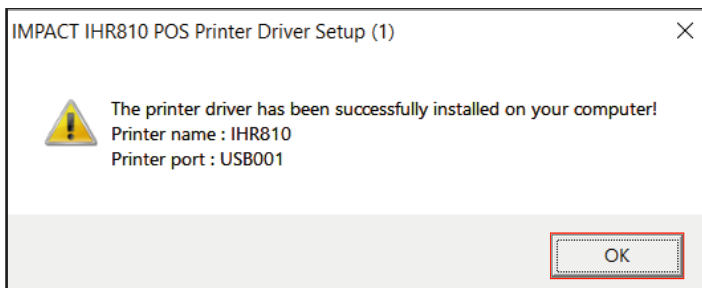 IMPACT IHR810 POS Printer Driver Setup (1)
The printer driver has been successfully installed on your computer!
Printer name : IHR810
Printer port : USB001
OK